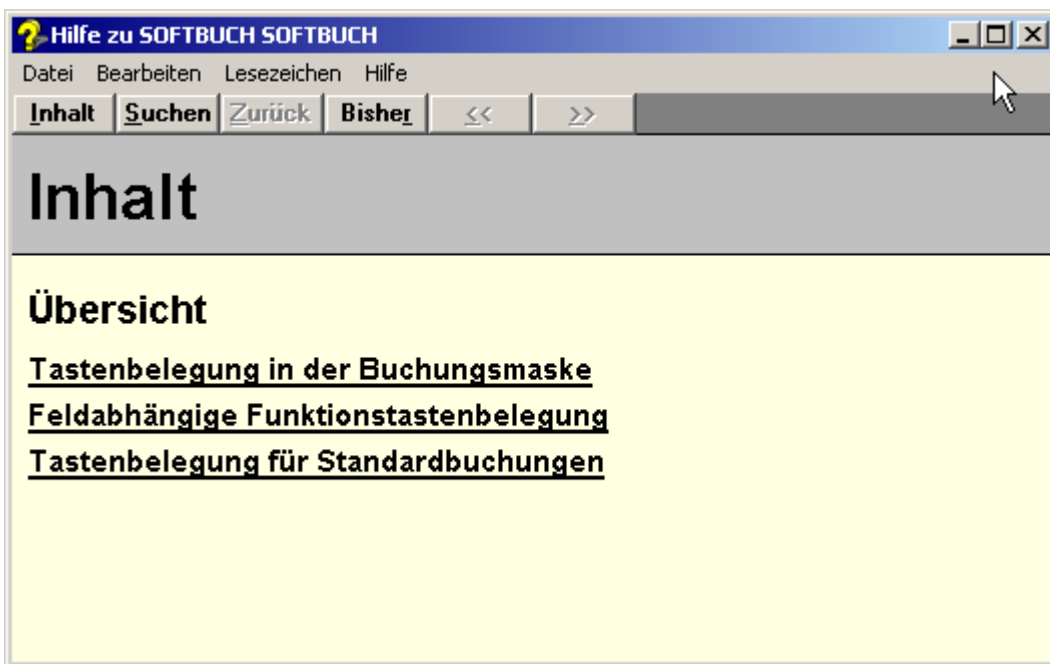 Hilfe zu SOFTBUCH SOFTBUCH
Datei Bearbeiten Lesezeichen Hilfe
Inhalt Suchen Zurück Bisher << >>
Inhalt
Übersicht
Tastenbelegung in der Buchungsmaske
Feldabhängige Funktionstastenbelegung
Tastenbelegung für Standardbuchungen